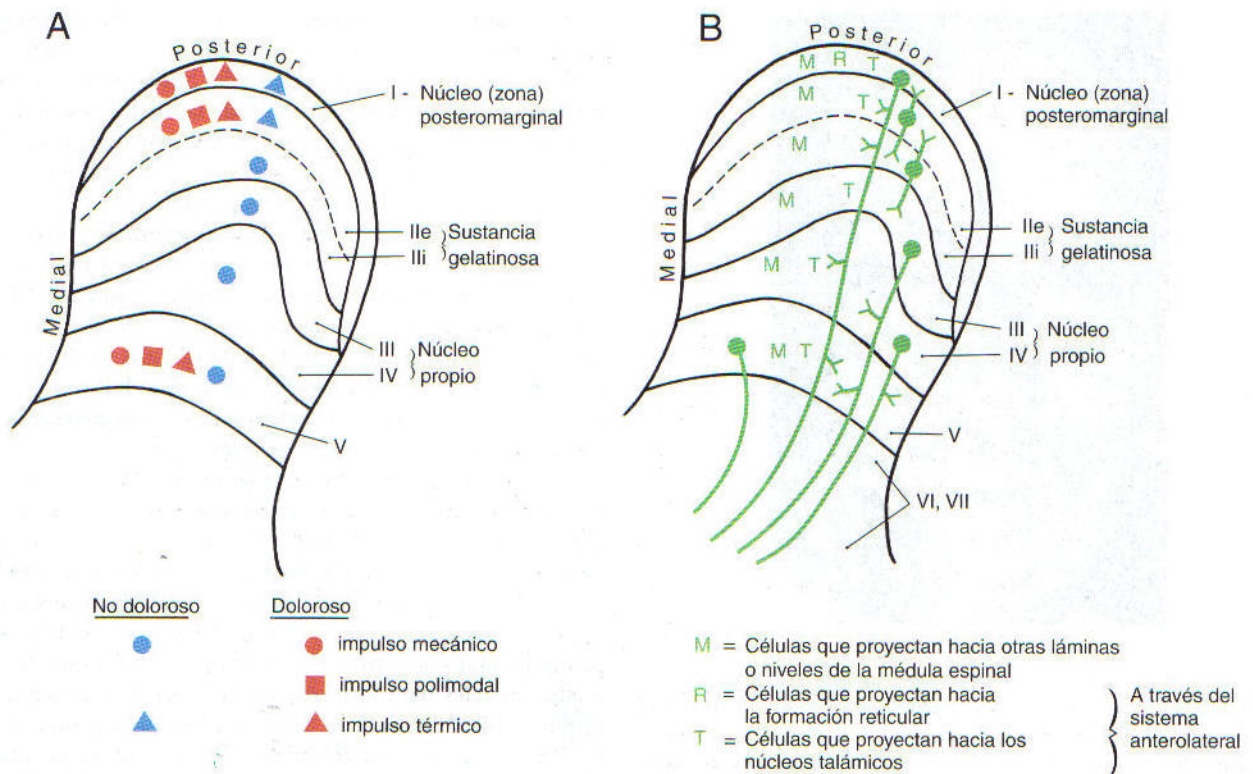 A
Posterior
Medial
I - Núcleo (zona)
posteromarginal
IIe Sustancia
IIi gelatinosa
III Núcleo
IV propio
V
No doloroso
Doloroso
impulso mecánico
impulso polimodal
impulso térmico
B
Posterior
Medial
M R T
M T
M
M T
M T
M T
I - Núcleo (zona)
posteromarginal
IIe Sustancia
IIi gelatinosa
III Núcleo
IV propio
V
VI, VII
M = Células que proyectan hacia otras láminas
o niveles de la médula espinal
R = Células que proyectan hacia
la formación reticular
T = Células que proyectan hacia los
núcleos talámicos
A través del
sistema
anterolateral